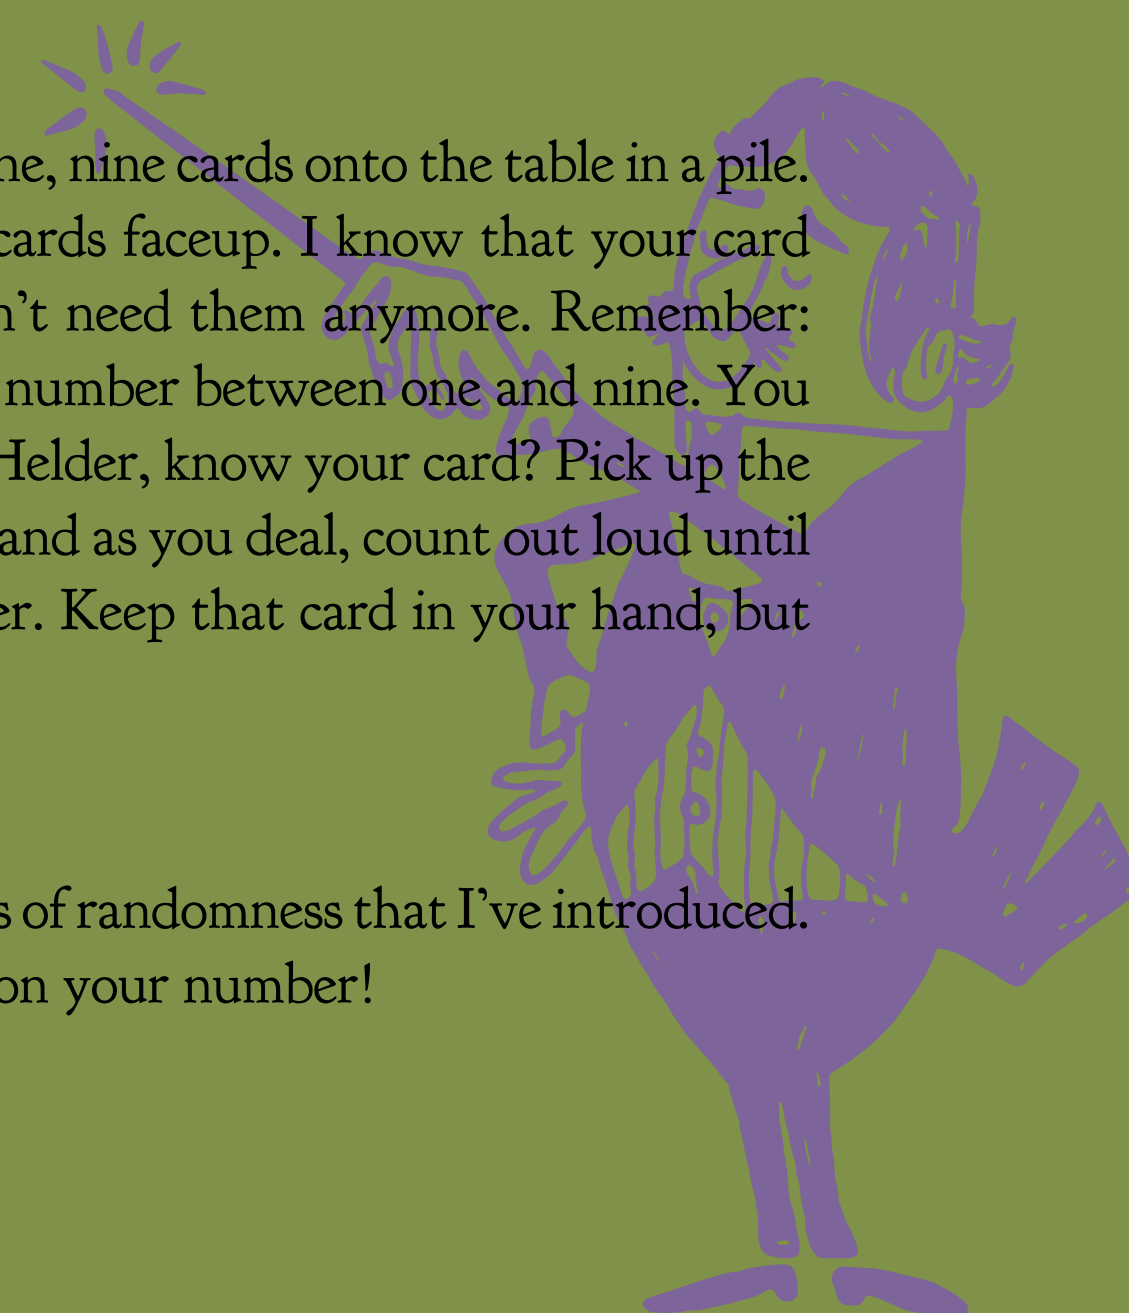 ne, nine cards onto the table in a pile.
cards faceup. I know that your card
n’t need them anymore. Remember:
number between one and nine. You
Helder, know your card? Pick up the
and as you deal, count out loud until
er. Keep that card in your hand, but
s of randomness that I’ve introduced.
on your number!